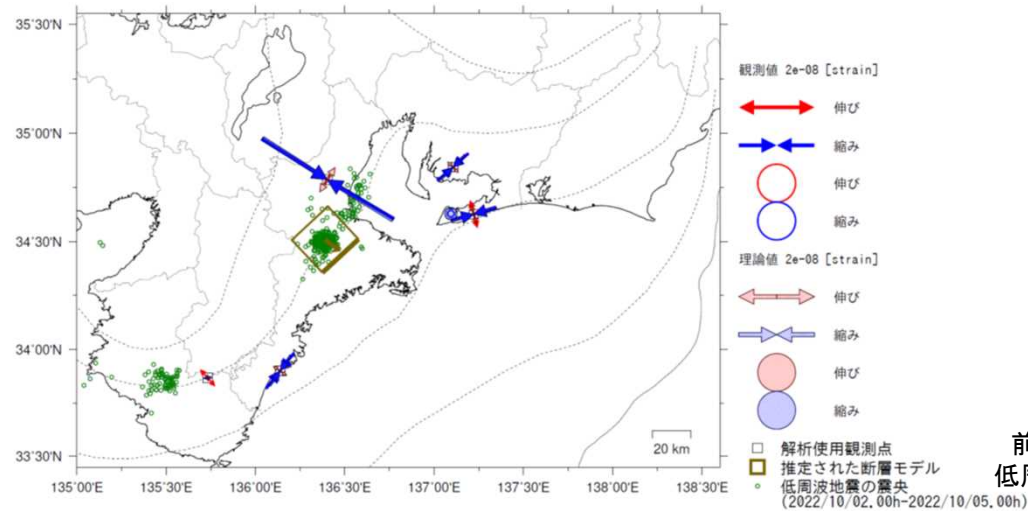 35°30'N
35°00'N
34°30'N
34°00'N
33°30'N
135°00'E 135°30'E 136°00'E 136°30'E 137°00'E 137°30'E 138°00'E 138°30'E
20 km
観測値 2e-08 [strain]
伸び
縮み
伸び
縮み
理論値 2e-08 [strain]
伸び
縮み
伸び
縮み
解析使用観測点
推定された断層モデル
低周波地震の震央
(2022/10/02.00h-2022/10/05.00h)
前
低周